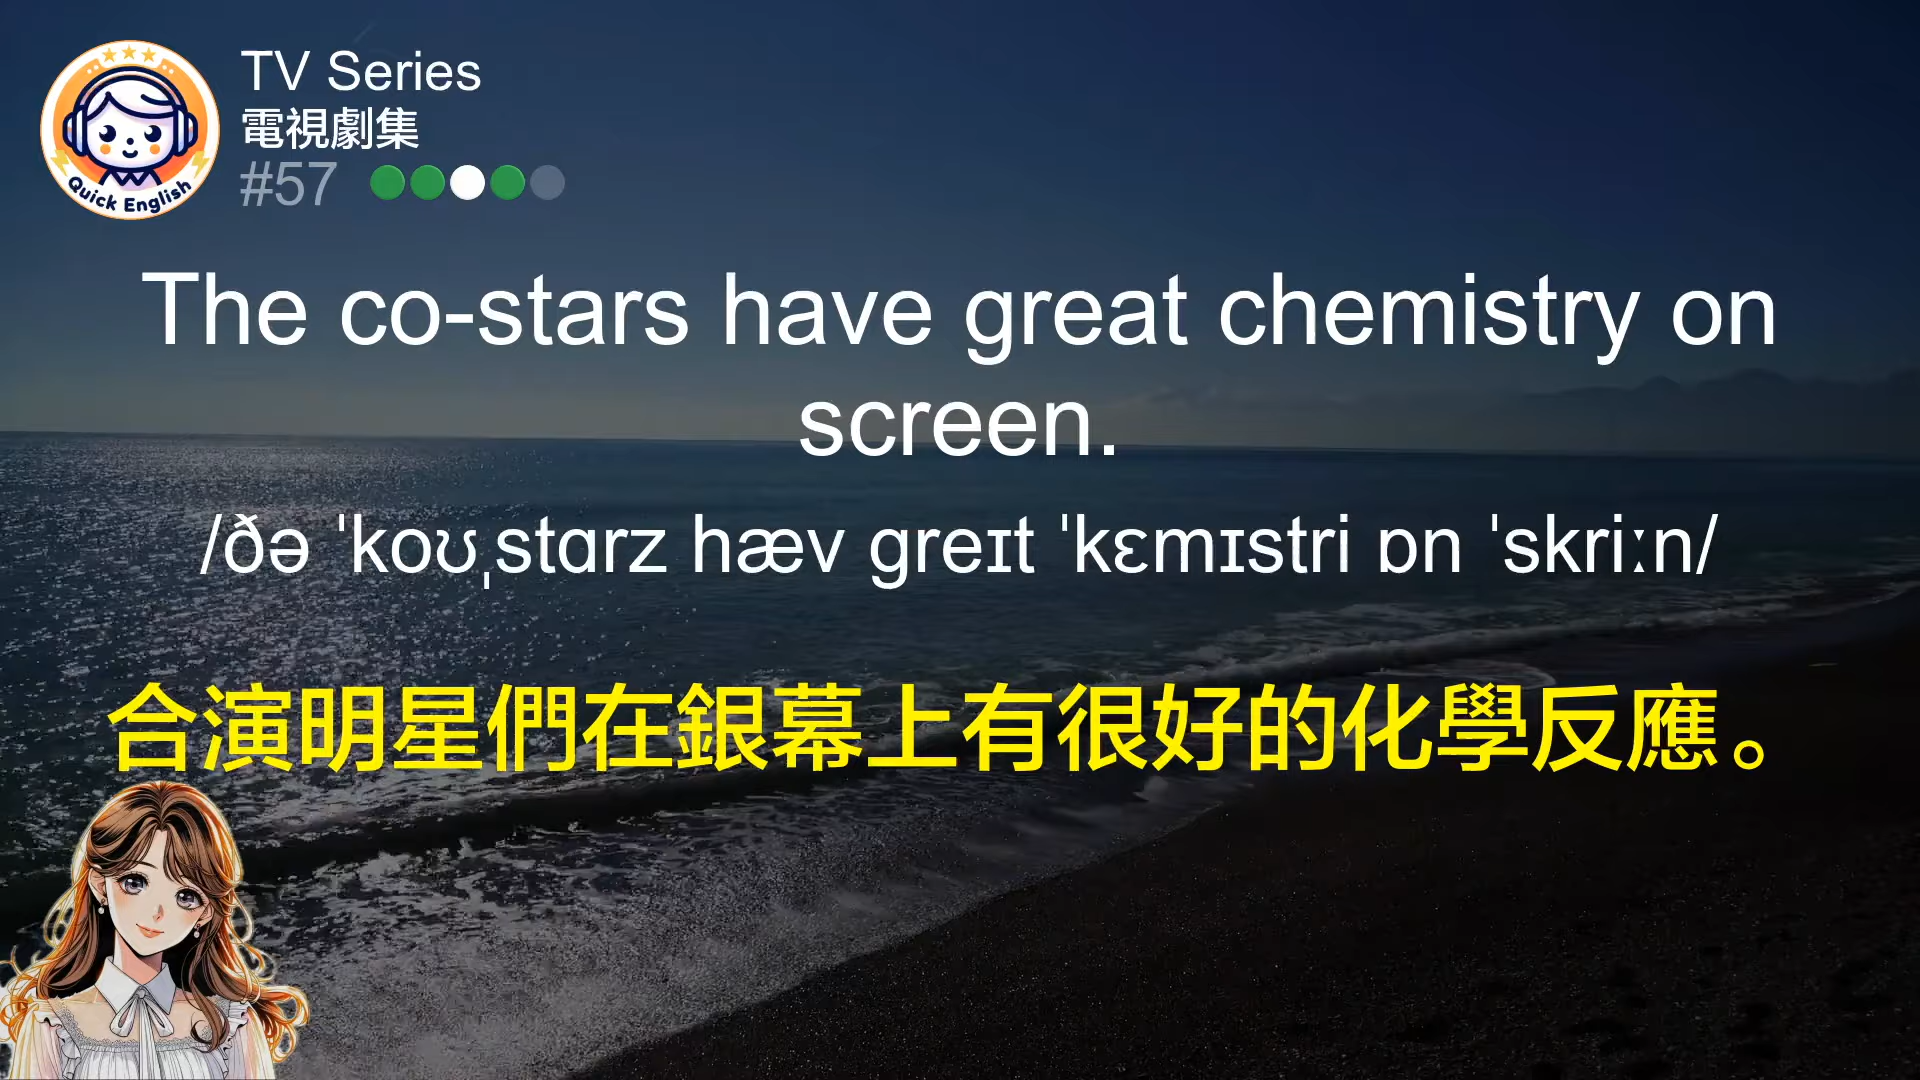 Quick English
TV Series
電視劇集
#57
The co-stars have great chemistry on
screen.
/ðə ˈkoʊˌstɑrz hæv ɡreɪt ˈkɛmɪstri ɒn ˈskriːn/
合演明星們在銀幕上有很好的化學反應。